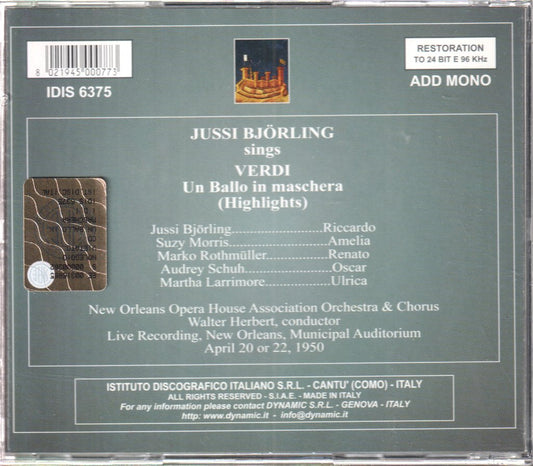 8 021945 000773
IDIS 6375
RESTORATION
TO 24 BIT E 96 KHz
ADD MONO
JUSSI BJÖRLING
sings
VERDI
Un Ballo in maschera
(Highlights)
Jussi Björling.......................Riccardo
Suzy Morris..........................Amelia
Marko Rothmüller................Renato
Audrey Schuh.........................Oscar
Martha Larrimore...................Ulrica
New Orleans Opera House Association Orchestra & Chorus
Walter Herbert, conductor
Live Recording, New Orleans, Municipal Auditorium
April 20 or 22, 1950
ISTITUTO DISCOGRAFICO ITALIANO S.R.L. - CANTU' (COMO) - ITALY
ALL RIGHTS RESERVED - S.I.A.E. - MADE IN ITALY
For any information please contact DYNAMIC S.R.L. - GENOVA - ITALY
http: www.dynamic.it - info@dynamic.it